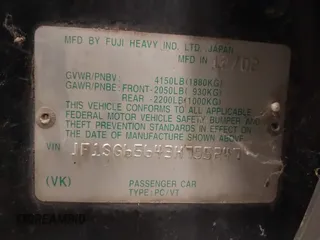 MFD BY FUJI HEAVY IND. LTD. JAPAN
MFD IN 12/02
GVWR/PNBV: 4150LB(1880KG)
GAWR/PNBE: FRONT-2050LB( 930KG)
REAR -2200LB(1000KG)
THIS VEHICLE CONFORMS TO ALL APPLICABLE
FEDERAL MOTOR VEHICLE SAFETY, BUMPER AND
THEFT PREVENTION STANDARDS IN EFFECT ON
THE DATE OF MANUFACTURE SHOWN ABOVE.
VIN
(VK)
PASSENGER CAR
TYPE: PC/VT